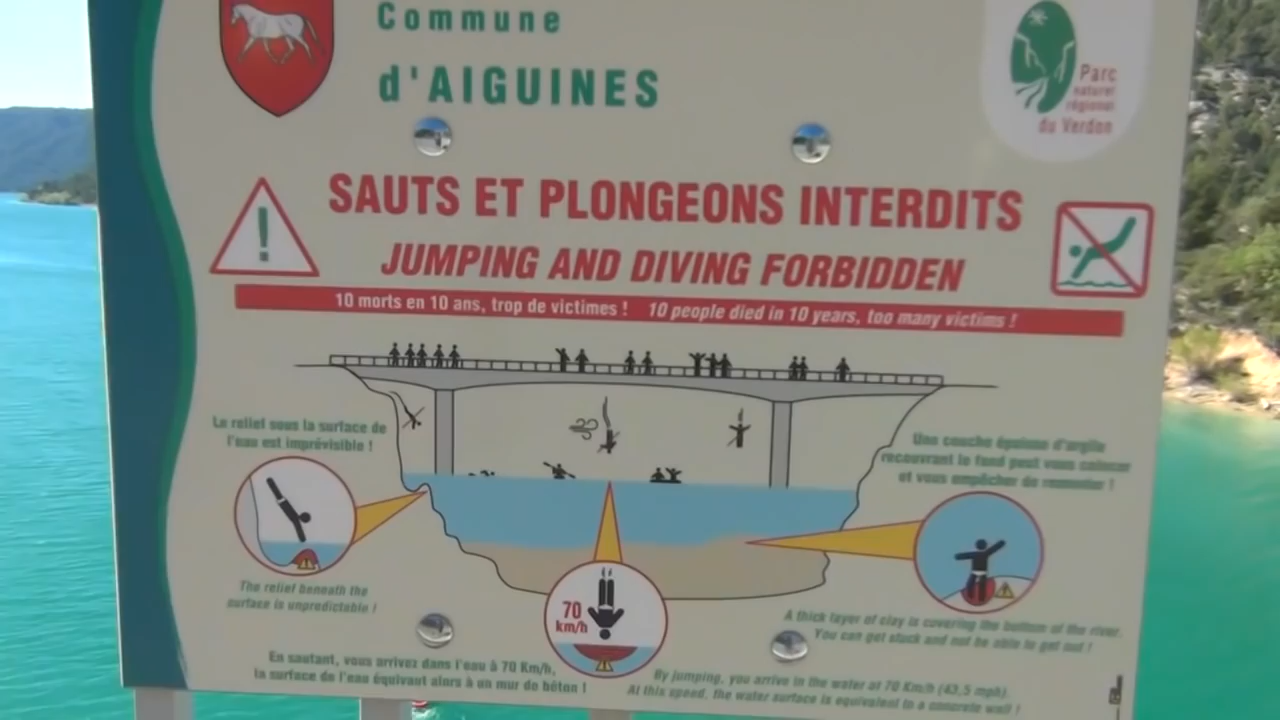 Commune
d'AIGUINES
Parc
naturel
régional
du Verdon
SAUTS ET PLONGEONS INTERDITS
JUMPING AND DIVING FORBIDDEN
10 morts en 10 ans, trop de victimes ! 10 people died in 10 years, too many victims !
Le relief sous la surface de
l'eau est imprévisible !
Une couche épaisse d'argile
recouvrant le fond peut vous coincer
et vous empêcher de remonter !
The relief beneath the
surface is unpredictable !
70
km/h
A thick layer of clay is covering the bottom of the river.
You can get stuck and not be able to get out !
En sautant, vous arrivez dans l'eau à 70 Km/h,
la surface de l'eau équivaut alors à un mur de béton !
By jumping, you arrive in the water at 70 Km/h (43,5 mph).
At this speed, the water surface is equivalent to a concrete wall !